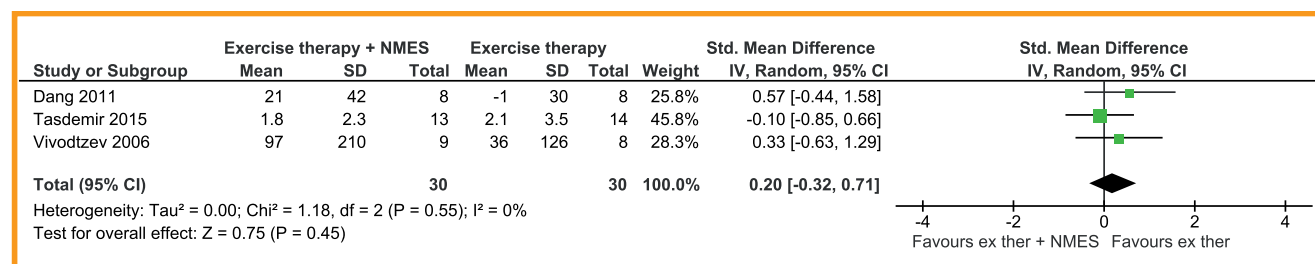 Exercise therapy + NMES Exercise therapy Std. Mean Difference Std. Mean Difference
Study or Subgroup Mean SD Total Mean SD Total Weight IV, Random, 95% CI IV, Random, 95% CI
Dang 2011 21 42 8 -1 30 8 25.8% 0.57 [-0.44, 1.58]
Tasdemir 2015 1.8 2.3 13 2.1 3.5 14 45.8% -0.10 [-0.85, 0.66]
Vivodtzev 2006 97 210 9 36 126 8 28.3% 0.33 [-0.63, 1.29]
Total (95% CI) 30 30 100.0% 0.20 [-0.32, 0.71]
Heterogeneity: Tau² = 0.00; Chi² = 1.18, df = 2 (P = 0.55); I² = 0%
Test for overall effect: Z = 0.75 (P = 0.45)
-4 -2 0 2 4
Favours ex ther + NMES Favours ex ther